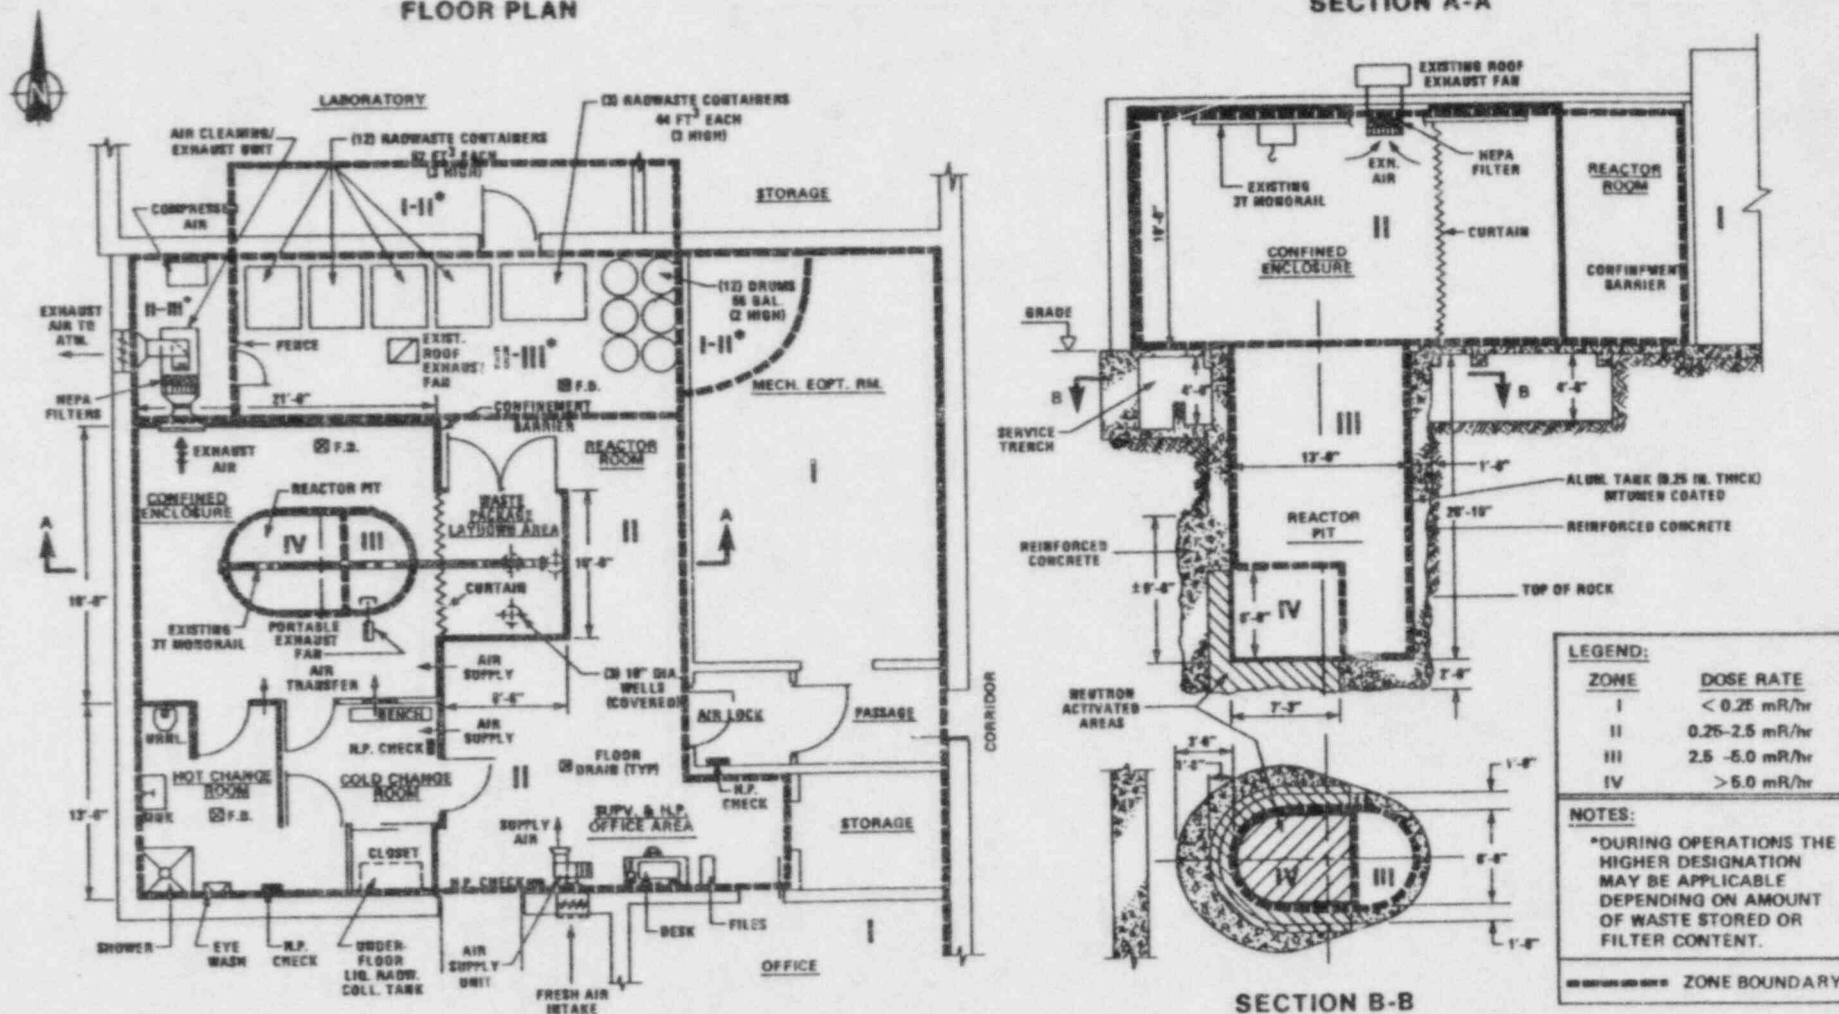 FLOOR PLAN
N
LABORATORY
(3) RADWASTE CONTAINERS
44 FT³ EACH
(3 HIGH)
AIR CLEANING/
EXHAUST UNIT
(12) RADWASTE CONTAINERS
FT³ EACH
(3 HIGH)
I-II*
STORAGE
COMPRESSED
AIR
(12) DRUMS
55 GAL.
(2 HIGH)
II-III*
EXHAUST
AIR TO
ATM.
FENCE
EXIST.
ROOF
EXHAUST
FAN
-III*
I-II*
F.D.
MECH. EQPT. RM.
HEPA
FILTERS
21'-6"
CONFINEMENT
BARRIER
EXHAUST
AIR
F.D.
REACTOR
ROOM
I
CONFINED
ENCLOSURE
REACTOR PIT
WASTE
PACKAGE
LAYDOWN AREA
II
IV
III
A
A
CURTAIN
EXISTING
3T MONORAIL
PORTABLE
EXHAUST
FAN
AIR
TRANSFER
AIR
SUPPLY
(3) 10" DIA.
WELLS
(COVERED)
BENCH
AIR
SUPPLY
AIR LOCK
PASSAGE
CORRIDOR
URNL.
H.P. CHECK
HOT CHANGE
ROOM
COLD CHANGE
ROOM
II
FLOOR
DRAIN (TYP)
H.P.
CHECK
13'-6"
F.D.
SUPV. & H.P.
OFFICE AREA
STORAGE
SUPPLY
AIR
CLOSET
H.P. CHECK
SHOWER
EYE
WASH
H.P.
CHECK
UNDER-
FLOOR
LIQ. RADW.
COLL. TANK
AIR
SUPPLY
UNIT
FRESH AIR
INTAKE
DESK
FILES
I
OFFICE
SECTION A-A
EXISTING ROOF
EXHAUST FAN
EXISTING
3T MONORAIL
EXH.
AIR
HEPA
FILTER
REACTOR
ROOM
I
II
CURTAIN
CONFINED
ENCLOSURE
CONFINEMENT
BARRIER
GRADE
B
B
SERVICE
TRENCH
III
13'-6"
ALUM. TANK (0.25 IN. THICK)
BITUMEN COATED
REINFORCED CONCRETE
REACTOR
PIT
REINFORCED
CONCRETE
IV
TOP OF ROCK
NEUTRON
ACTIVATED
AREAS
7'-3"
IV
III
SECTION B-B
LEGEND:
ZONE DOSE RATE
I < 0.25 mR/hr
II 0.25-2.5 mR/hr
III 2.5 -5.0 mR/hr
IV > 5.0 mR/hr
NOTES:
*DURING OPERATIONS THE
HIGHER DESIGNATION
MAY BE APPLICABLE
DEPENDING ON AMOUNT
OF WASTE STORED OR
FILTER CONTENT.
ZONE BOUNDARY